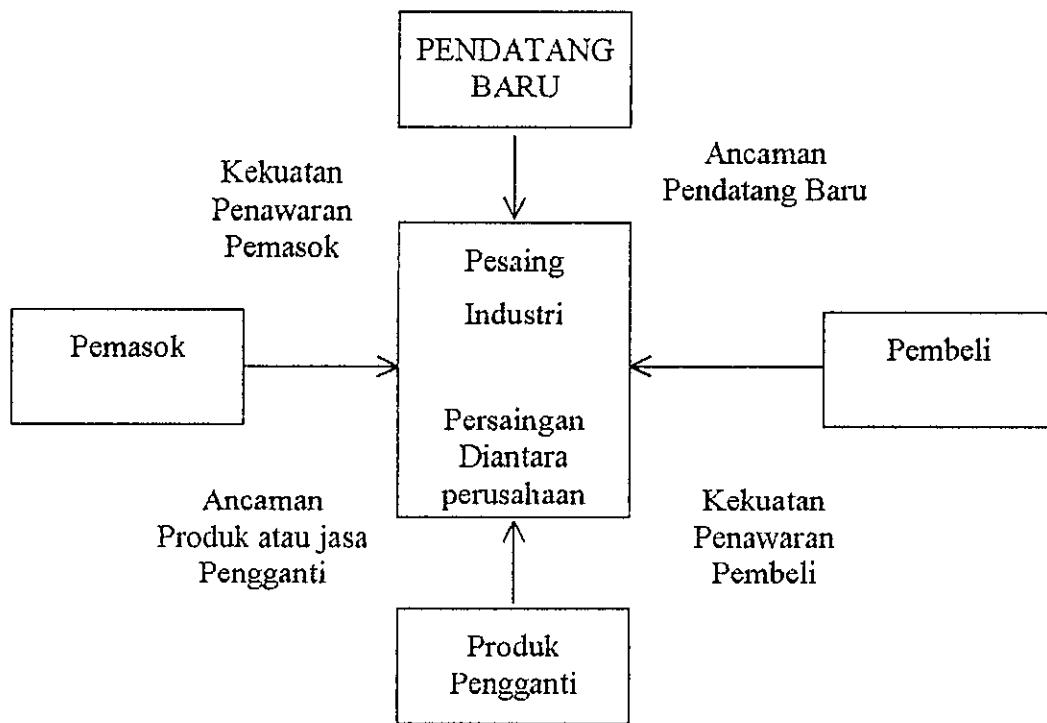 PENDATANG
BARU
Kekuatan
Penawaran
Pemasok
Ancaman
Pendatang Baru
Pesaing
Industri
Pemasok
Pembeli
Persaingan
Diantara
perusahaan
Ancaman
Produk atau jasa
Pengganti
Kekuatan
Penawaran
Pembeli
Produk
Pengganti